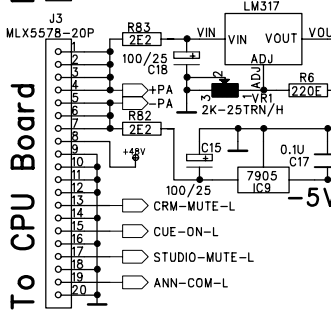 LM317
J3
MLX5578-20P
R83
2E2
VIN
VIN
VOUT
VOU
ADJ
100/25
C18
ADJ
1
2
3
VR1
2K-25TRN/H
R6
220E
+PA
-PA
R82
2E2
+48V
C15
100/25
7905
IC9
0.1U
C17
-5V
1
2
3
4
5
6
7
8
9
10
11
12
13
14
15
16
17
18
19
20
CRM-MUTE-L
CUE-ON-L
STUDIO-MUTE-L
ANN-COM-L
To CPU Board